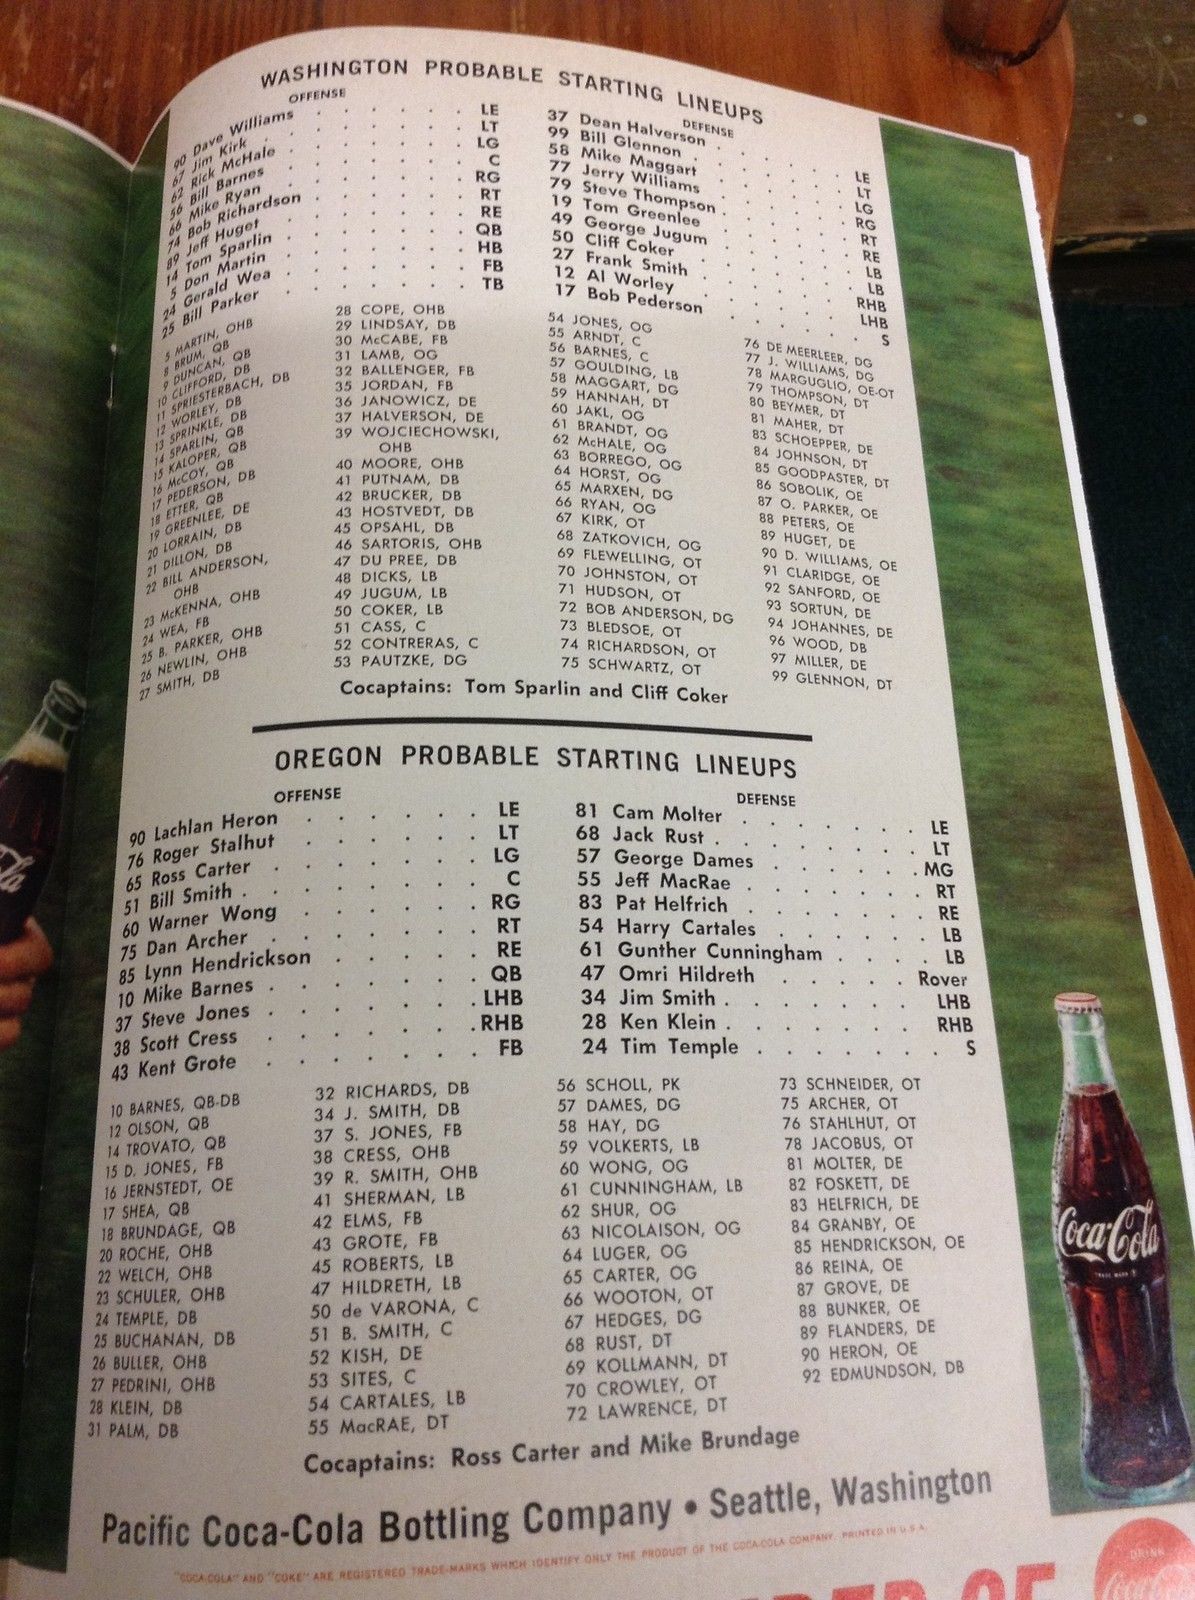 WASHINGTON PROBABLE STARTING LINEUPS
OFFENSE
90 Dave Williams . . . . . . LE
67 Jim Kirk . . . . . . LT
62 Rick McHale . . . . . . LG
56 Bill Barnes . . . . . . C
66 Mike Ryan . . . . . . RG
74 Bob Richardson . . . . . . RT
89 Jeff Huget . . . . . . RE
14 Tom Sparlin . . . . . . QB
5 Don Martin . . . . . . HB
24 Gerald Wea . . . . . . FB
25 Bill Parker . . . . . . TB
DEFENSE
37 Dean Halverson . . . . . LE
99 Bill Glennon . . . . . LT
58 Mike Maggart . . . . . LG
77 Jerry Williams . . . . . RG
79 Steve Thompson . . . . . RT
19 Tom Greenlee . . . . . RE
49 George Jugum . . . . . LB
50 Cliff Coker . . . . . LB
27 Frank Smith . . . . . RHB
12 Al Worley . . . . . LHB
17 Bob Pederson . . . . . S
5 MARTIN, OHB
8 BRUM, QB
9 DUNCAN, QB
10 CLIFFORD, DB
11 SPRIESTERBACH, DB
12 WORLEY, DB
13 SPRINKLE, DB
14 SPARLIN, QB
15 KALOPER, QB
16 McCOY, QB
17 PEDERSON, DB
18 ETTER, QB
19 GREENLEE, DE
20 LORRAIN, DB
21 DILLON, DB
22 BILL ANDERSON,
OHB
23 McKENNA, OHB
24 WEA, FB
25 B. PARKER, OHB
26 NEWLIN, OHB
27 SMITH, DB
28 COPE, OHB
29 LINDSAY, DB
30 McCABE, FB
31 LAMB, OG
32 BALLENGER, FB
35 JORDAN, FB
36 JANOWICZ, DE
37 HALVERSON, DE
39 WOJCIECHOWSKI,
OHB
40 MOORE, OHB
41 PUTNAM, DB
42 BRUCKER, DB
43 HOSTVEDT, DB
45 OPSAHL, DB
46 SARTORIS, OHB
47 DU PREE, DB
48 DICKS, LB
49 JUGUM, LB
50 COKER, LB
51 CASS, C
52 CONTRERAS, C
53 PAUTZKE, DG
54 JONES, OG
55 ARNDT, C
56 BARNES, C
57 GOULDING, LB
58 MAGGART, DG
59 HANNAH, DT
60 JAKL, OG
61 BRANDT, OG
62 McHALE, OG
63 BORREGO, OG
64 HORST, OG
65 MARXEN, DG
66 RYAN, OG
67 KIRK, OT
68 ZATKOVICH, OG
69 FLEWELLING, OT
70 JOHNSTON, OT
71 HUDSON, OT
72 BOB ANDERSON, DG
73 BLEDSOE, OT
74 RICHARDSON, OT
75 SCHWARTZ, OT
76 DE MEERLEER, DG
77 J. WILLIAMS, DG
78 MARGUGLIO, OE-OT
79 THOMPSON, DT
80 BEYMER, DT
81 MAHER, DT
83 SCHOEPPER, DE
84 JOHNSON, DT
85 GOODPASTER, DT
86 SOBOLIK, OE
87 O. PARKER, OE
88 PETERS, OE
89 HUGET, DE
90 D. WILLIAMS, OE
91 CLARIDGE, OE
92 SANFORD, OE
93 SORTUN, DE
94 JOHANNES, DE
96 WOOD, DB
97 MILLER, DE
99 GLENNON, DT
Cocaptains: Tom Sparlin and Cliff Coker
OREGON PROBABLE STARTING LINEUPS
OFFENSE
90 Lachlan Heron . . . . . . LE
76 Roger Stalhut . . . . . . LT
65 Ross Carter . . . . . . LG
51 Bill Smith . . . . . . C
60 Warner Wong . . . . . . RG
75 Dan Archer . . . . . . RT
85 Lynn Hendrickson . . . . . RE
10 Mike Barnes . . . . . . QB
37 Steve Jones . . . . . . LHB
38 Scott Cress . . . . . . RHB
43 Kent Grote . . . . . . FB
DEFENSE
81 Cam Molter . . . . . . LE
68 Jack Rust . . . . . . LT
57 George Dames . . . . . MG
55 Jeff MacRae . . . . . . RT
83 Pat Helfrich . . . . . . RE
54 Harry Cartales . . . . . LB
61 Gunther Cunningham . . . . LB
47 Omri Hildreth . . . . . Rover
34 Jim Smith . . . . . . LHB
28 Ken Klein . . . . . . RHB
24 Tim Temple . . . . . . S
10 BARNES, QB-DB
12 OLSON, QB
14 TROVATO, QB
15 D. JONES, FB
16 JERNSTEDT, OE
17 SHEA, QB
18 BRUNDAGE, QB
20 ROCHE, OHB
22 WELCH, OHB
23 SCHULER, OHB
24 TEMPLE, DB
25 BUCHANAN, DB
26 BULLER, OHB
27 PEDRINI, OHB
28 KLEIN, DB
31 PALM, DB
32 RICHARDS, DB
34 J. SMITH, DB
37 S. JONES, FB
38 CRESS, OHB
39 R. SMITH, OHB
41 SHERMAN, LB
42 ELMS, FB
43 GROTE, FB
45 ROBERTS, LB
47 HILDRETH, LB
50 de VARONA, C
51 B. SMITH, C
52 KISH, DE
53 SITES, C
54 CARTALES, LB
55 MacRAE, DT
56 SCHOLL, PK
57 DAMES, DG
58 HAY, DG
59 VOLKERTS, LB
60 WONG, OG
61 CUNNINGHAM, LB
62 SHUR, OG
63 NICOLAISON, OG
64 LUGER, OG
65 CARTER, OG
66 WOOTON, OT
67 HEDGES, DG
68 RUST, DT
69 KOLLMANN, DT
70 CROWLEY, OT
72 LAWRENCE, DT
73 SCHNEIDER, OT
75 ARCHER, OT
76 STAHLHUT, OT
78 JACOBUS, OT
81 MOLTER, DE
82 FOSKETT, DE
83 HELFRICH, DE
84 GRANBY, OE
85 HENDRICKSON, OE
86 REINA, OE
87 GROVE, DE
88 BUNKER, OE
89 FLANDERS, DE
90 HERON, OE
92 EDMUNDSON, DB
Cocaptains: Ross Carter and Mike Brundage
Coca-Cola
TRADE MARK ®
Pacific Coca-Cola Bottling Company • Seattle, Washington
"COCA-COLA" AND "COKE" ARE REGISTERED TRADE-MARKS WHICH IDENTIFY ONLY THE PRODUCT OF THE COCA-COLA COMPANY. PRINTED IN U.S.A.
DRINK
Coca-Cola